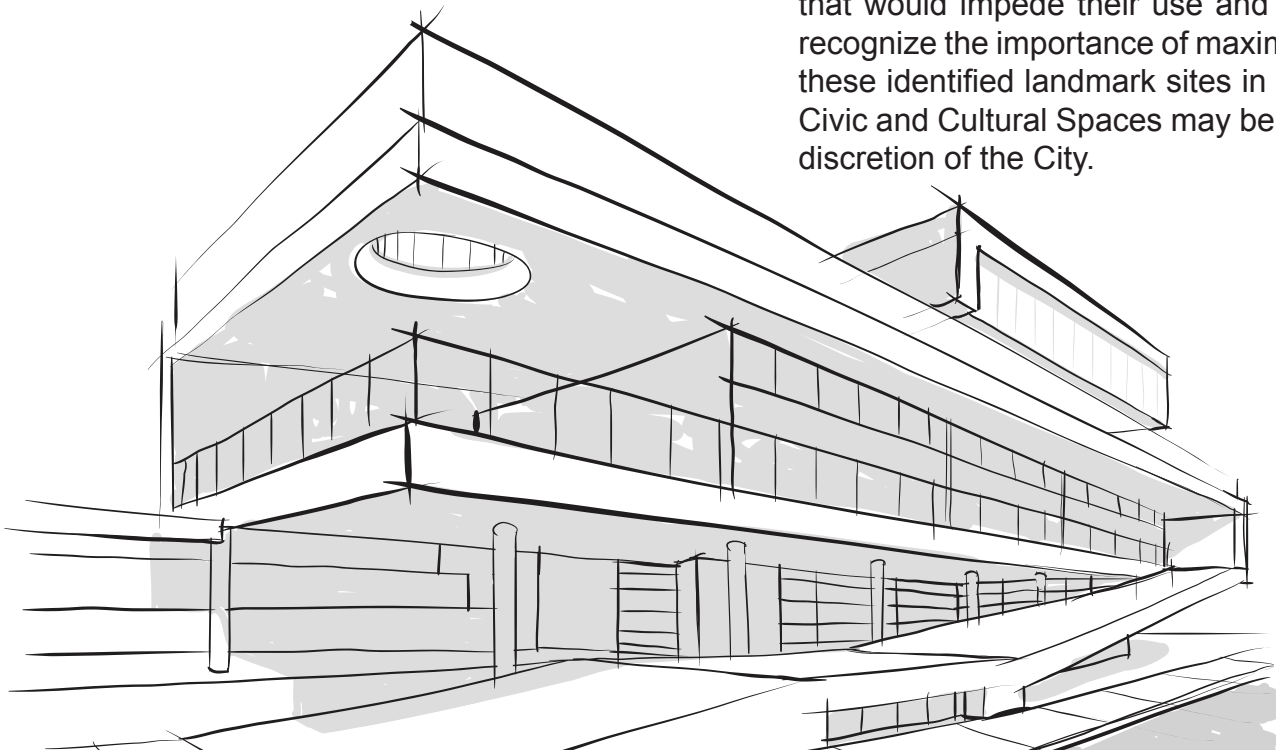 that would impede their use and
recognize the importance of
these identified landmark sites in
Civic and Cultural Spaces may be
discretion of the City.